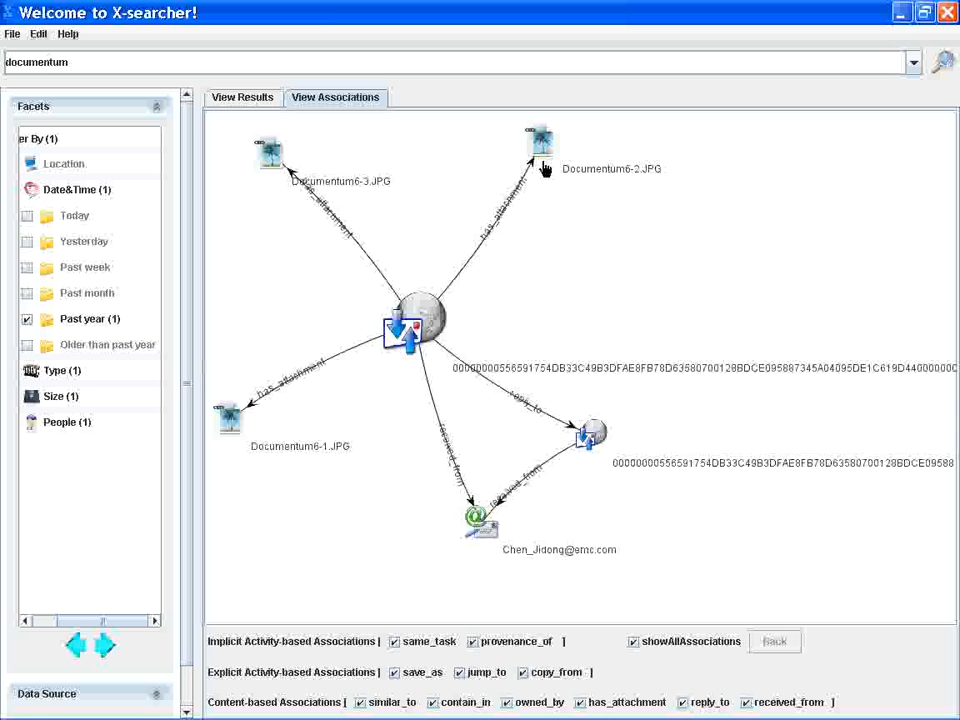 Welcome to X-searcher!
File Edit Help
documentum
Facets
View Results View Associations
er By (1)
Location
Date&Time (1)
Today
Yesterday
Past week
Past month
Past year (1)
Older than past year
Type (1)
Size (1)
People (1)
Data Source
Documentum6-3.JPG
Documentum6-2.JPG
has_attachment
has_attachment
has_attachment
reply_to
received_from
received_from
Documentum6-1.JPG
Chen_Jidong@emc.com
Implicit Activity-based Associations [ same_task provenance_of ] showAllAssociations Back
Explicit Activity-based Associations [ save_as jump_to copy_from ]
Content-based Associations [ similar_to contain_in owned_by has_attachment reply_to received_from ]